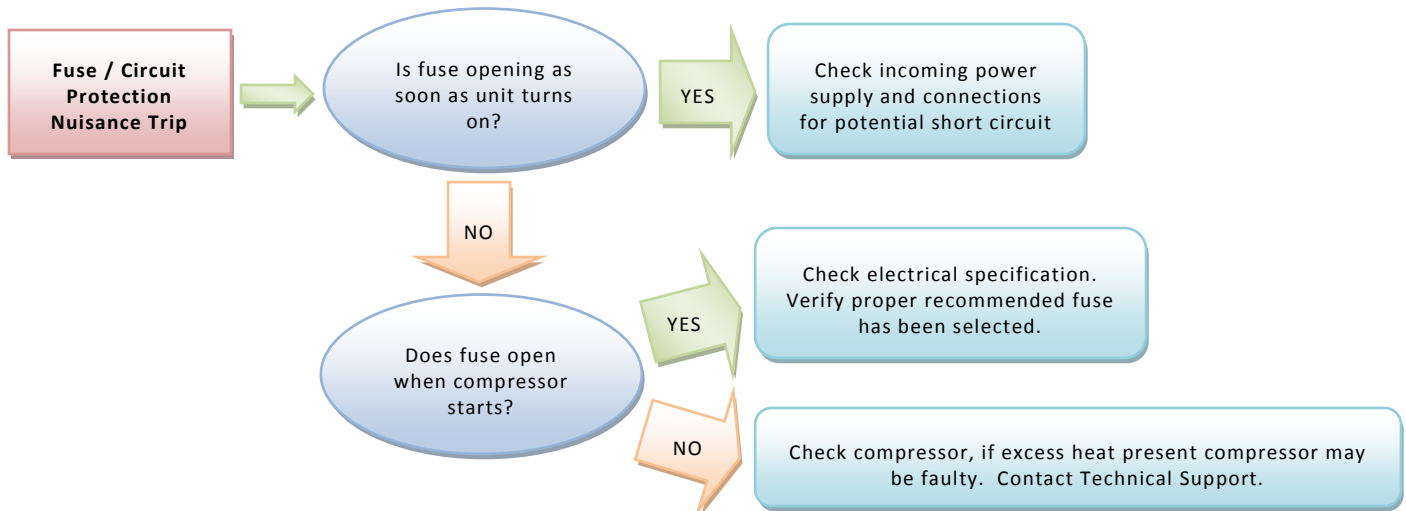 Fuse / Circuit
Protection
Nuisance Trip
Is fuse opening as
soon as unit turns
on?
YES
Check incoming power
supply and connections
for potential short circuit
NO
Does fuse open
when compressor
starts?
YES
Check electrical specification.
Verify proper recommended fuse
has been selected.
NO
Check compressor, if excess heat present compressor may
be faulty.  Contact Technical Support.